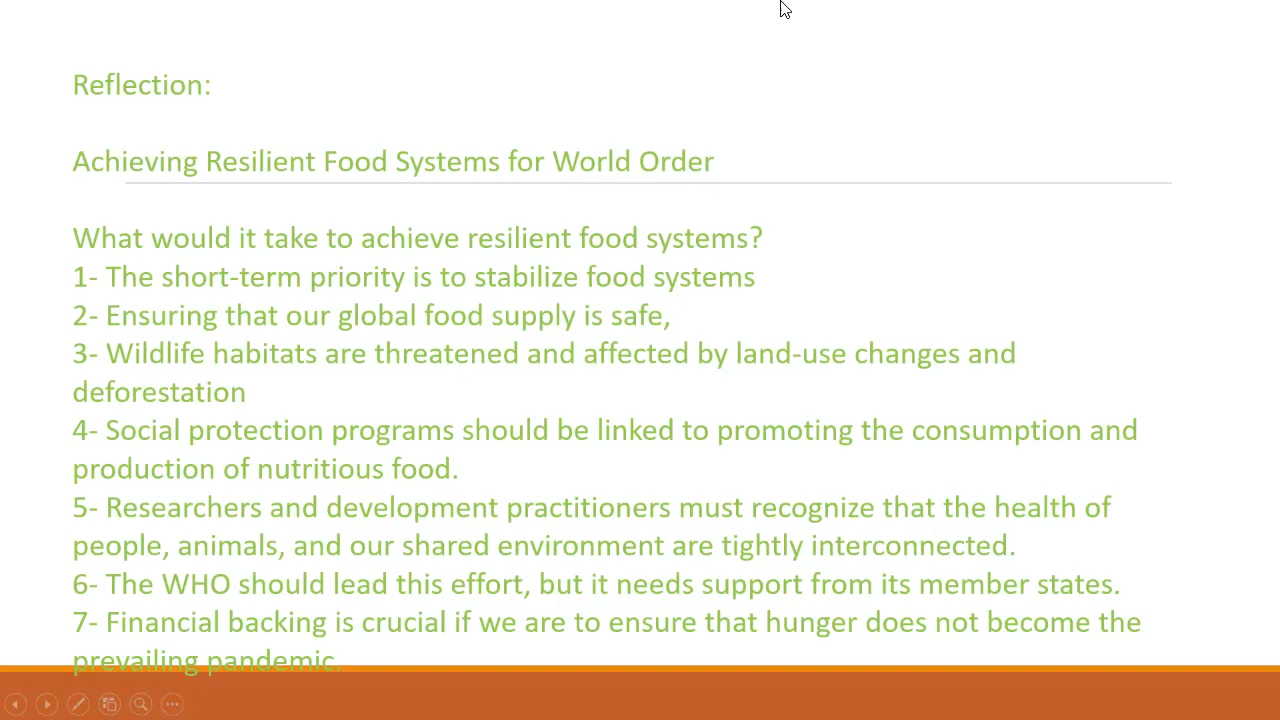 Reflection:
Achieving Resilient Food Systems for World Order
What would it take to achieve resilient food systems?
1- The short-term priority is to stabilize food systems
2- Ensuring that our global food supply is safe,
3- Wildlife habitats are threatened and affected by land-use changes and
deforestation
4- Social protection programs should be linked to promoting the consumption and
production of nutritious food.
5- Researchers and development practitioners must recognize that the health of
people, animals, and our shared environment are tightly interconnected.
6- The WHO should lead this effort, but it needs support from its member states.
7- Financial backing is crucial if we are to ensure that hunger does not become the
prevailing pandemic.